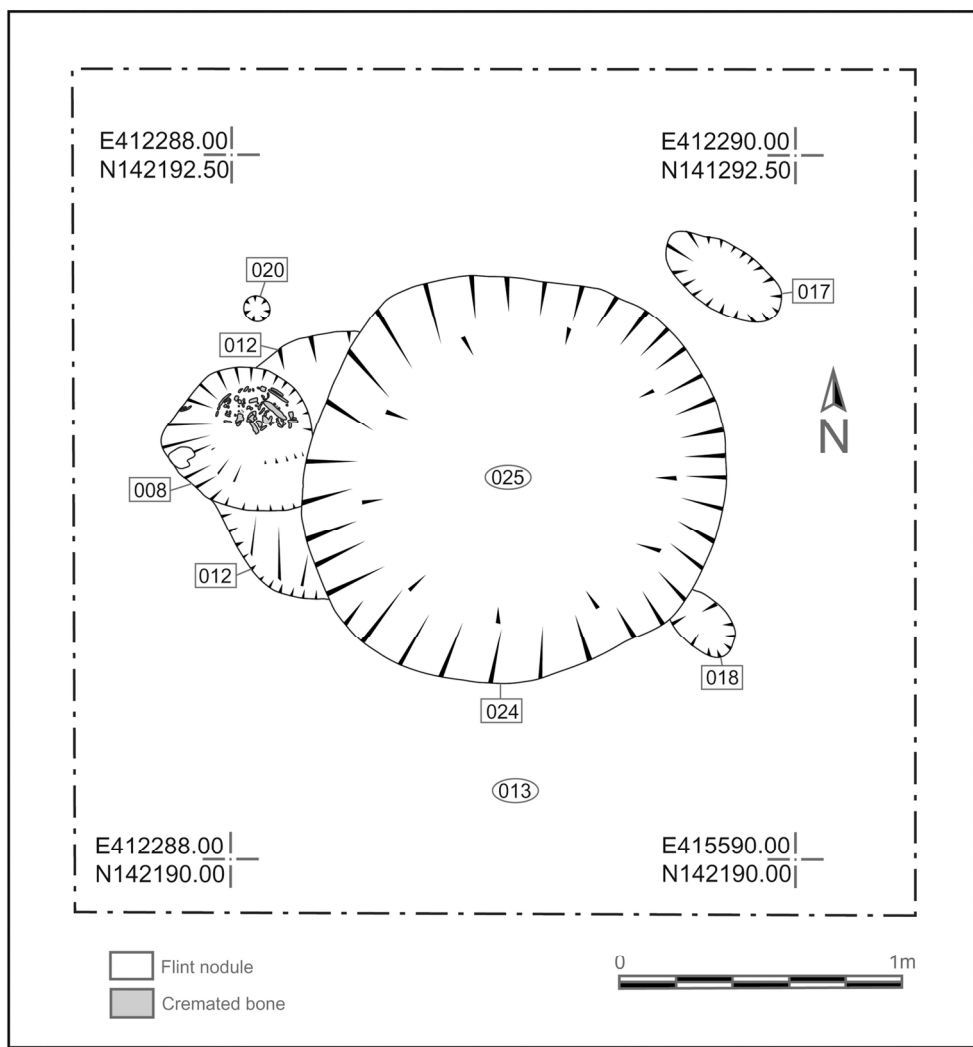 E412288.00
N142192.50
E412290.00
N141292.50
020
017
012
N
025
008
012
018
024
013
E412288.00
N142190.00
E415590.00
N142190.00
Flint nodule
Cremated bone
0 1m